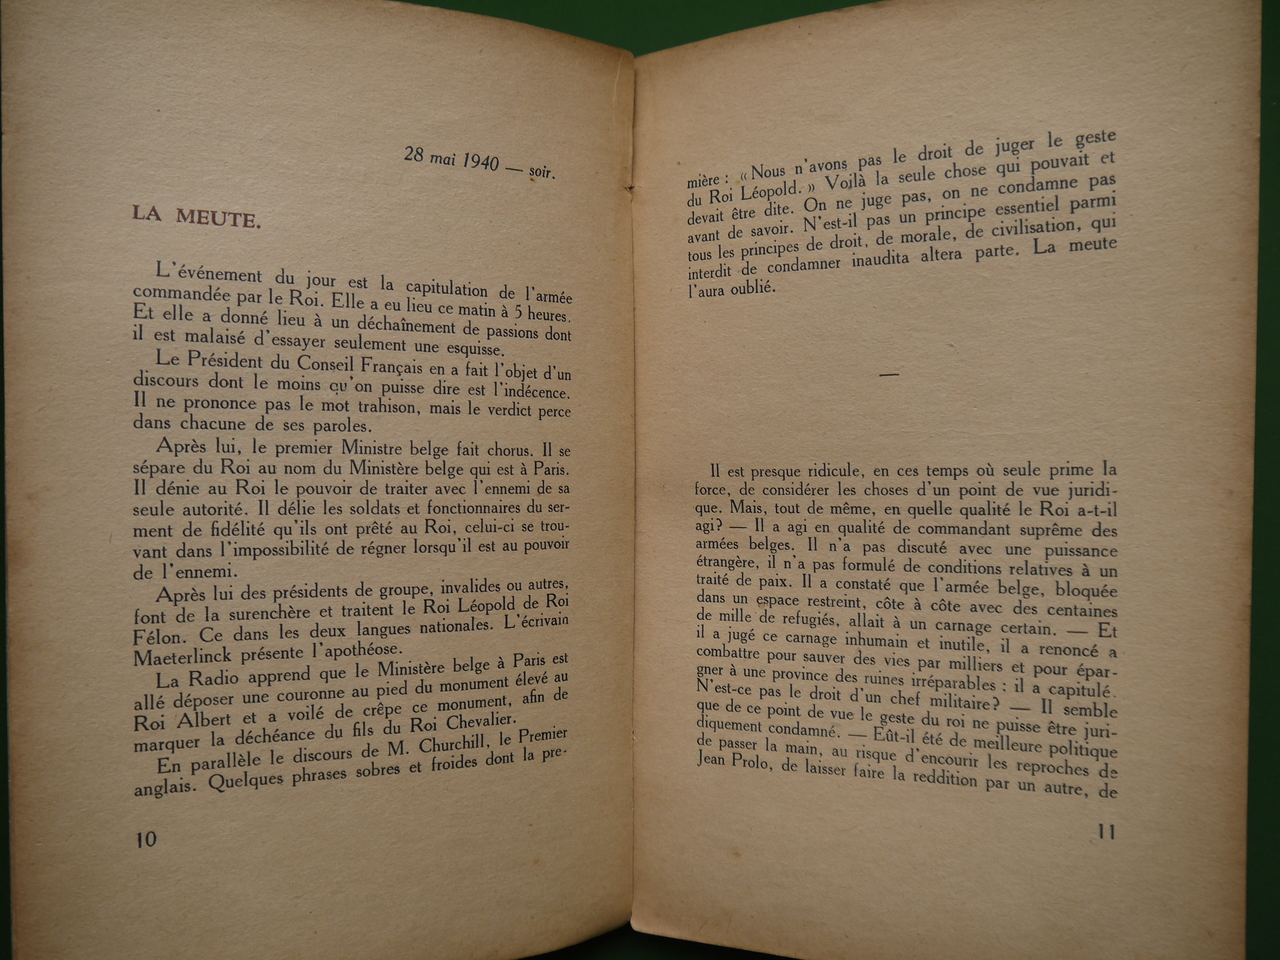 28 mai 1940 — soir.
LA MEUTE.
L'événement du jour est la capitulation de l'armée
commandée par le Roi. Elle a eu lieu ce matin à 5 heures.
Et elle a donné lieu à un déchaînement de passions dont
il est malaisé d'essayer seulement une esquisse.
Le Président du Conseil Français en a fait l'objet d'un
discours dont le moins qu'on puisse dire est l'indécence.
Il ne prononce pas le mot trahison, mais le verdict perce
dans chacune de ses paroles.
Après lui, le premier Ministre belge fait chorus. Il se
sépare du Roi au nom du Ministère belge qui est à Paris.
Il dénie au Roi le pouvoir de traiter avec l'ennemi de sa
seule autorité. Il délie les soldats et fonctionnaires du ser-
ment de fidélité qu'ils ont prêté au Roi, celui-ci se trou-
vant dans l'impossibilité de régner lorsqu'il est au pouvoir
de l'ennemi.
Après lui des présidents de groupe, invalides ou autres,
font de la surenchère et traitent le Roi Léopold de Roi
Félon. Ce dans les deux langues nationales. L'écrivain
Maeterlinck présente l'apothéose.
La Radio apprend que le Ministère belge à Paris est
allé déposer une couronne au pied du monument élevé au
Roi Albert et a voilé de crêpe ce monument, afin de
marquer la déchéance du fils du Roi Chevalier.
En parallèle le discours de M. Churchill, le Premier
anglais. Quelques phrases sobres et froides dont la pre-
10
mière : « Nous n'avons pas le droit de juger le geste
du Roi Léopold. » Voilà la seule chose qui pouvait et
devait être dite. On ne juge pas, on ne condamne pas
avant de savoir. N'est-il pas un principe essentiel parmi
tous les principes de droit, de morale, de civilisation, qui
interdit de condamner inaudita altera parte. La meute
l'aura oublié.
—
Il est presque ridicule, en ces temps où seule prime la
force, de considérer les choses d'un point de vue juridi-
que. Mais, tout de même, en quelle qualité le Roi a-t-il
agi? — Il a agi en qualité de commandant suprême des
armées belges. Il n'a pas discuté avec une puissance
étrangère, il n'a pas formulé de conditions relatives à un
traité de paix. Il a constaté que l'armée belge, bloquée
dans un espace restreint, côte à côte avec des centaines
de mille de refugiés, allait à un carnage certain. — Et
il a jugé ce carnage inhumain et inutile, il a renoncé a
combattre pour sauver des vies par milliers et pour épar-
gner à une province des ruines irréparables : il a capitulé.
N'est-ce pas le droit d'un chef militaire? — Il semble
que de ce point de vue le geste du roi ne puisse être juri-
diquement condamné. — Eût-il été de meilleure politique
de passer la main, au risque d'encourir les reproches de
Jean Prolo, de laisser faire la reddition par un autre, de
11